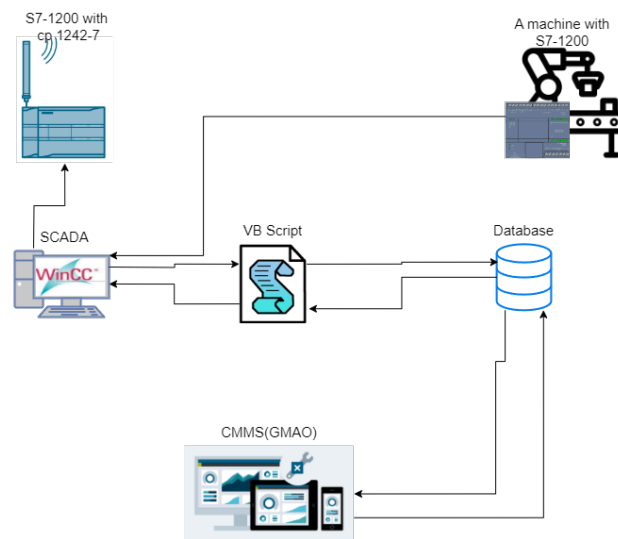 S7-1200 with
cp 1242-7
A machine with
S7-1200
SCADA
WinCC
VB Script
Database
CMMS(GMAO)